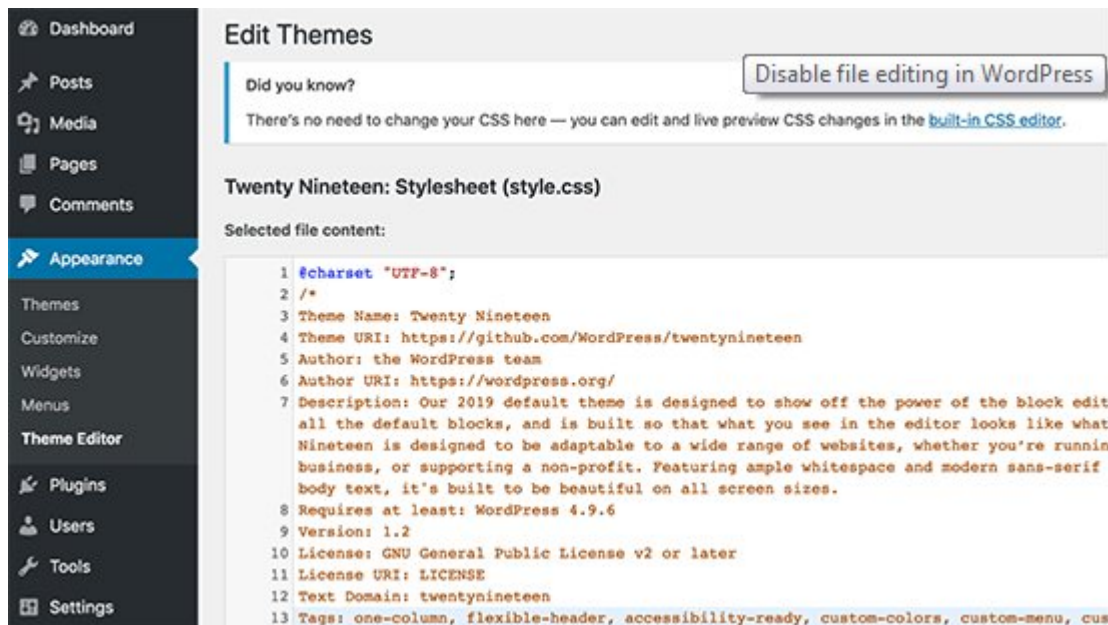 Dashboard
Posts
Media
Pages
Comments
Appearance
Themes
Customize
Widgets
Menus
Theme Editor
Plugins
Users
Tools
Settings
Edit Themes
Disable file editing in WordPress
Did you know?
There's no need to change your CSS here — you can edit and live preview CSS changes in the built-in CSS editor.
Twenty Nineteen: Stylesheet (style.css)
Selected file content:
1 @charset "UTF-8";
2 /*
3 Theme Name: Twenty Nineteen
4 Theme URI: https://github.com/WordPress/twentynineteen
5 Author: the WordPress team
6 Author URI: https://wordpress.org/
7 Description: Our 2019 default theme is designed to show off the power of the block edit
all the default blocks, and is built so that what you see in the editor looks like what
Nineteen is designed to be adaptable to a wide range of websites, whether you're runnin
business, or supporting a non-profit. Featuring ample whitespace and modern sans-serif
body text, it's built to be beautiful on all screen sizes.
8 Requires at least: WordPress 4.9.6
9 Version: 1.2
10 License: GNU General Public License v2 or later
11 License URI: LICENSE
12 Text Domain: twentynineteen
13 Tags: one-column, flexible-header, accessibility-ready, custom-colors, custom-menu, cus